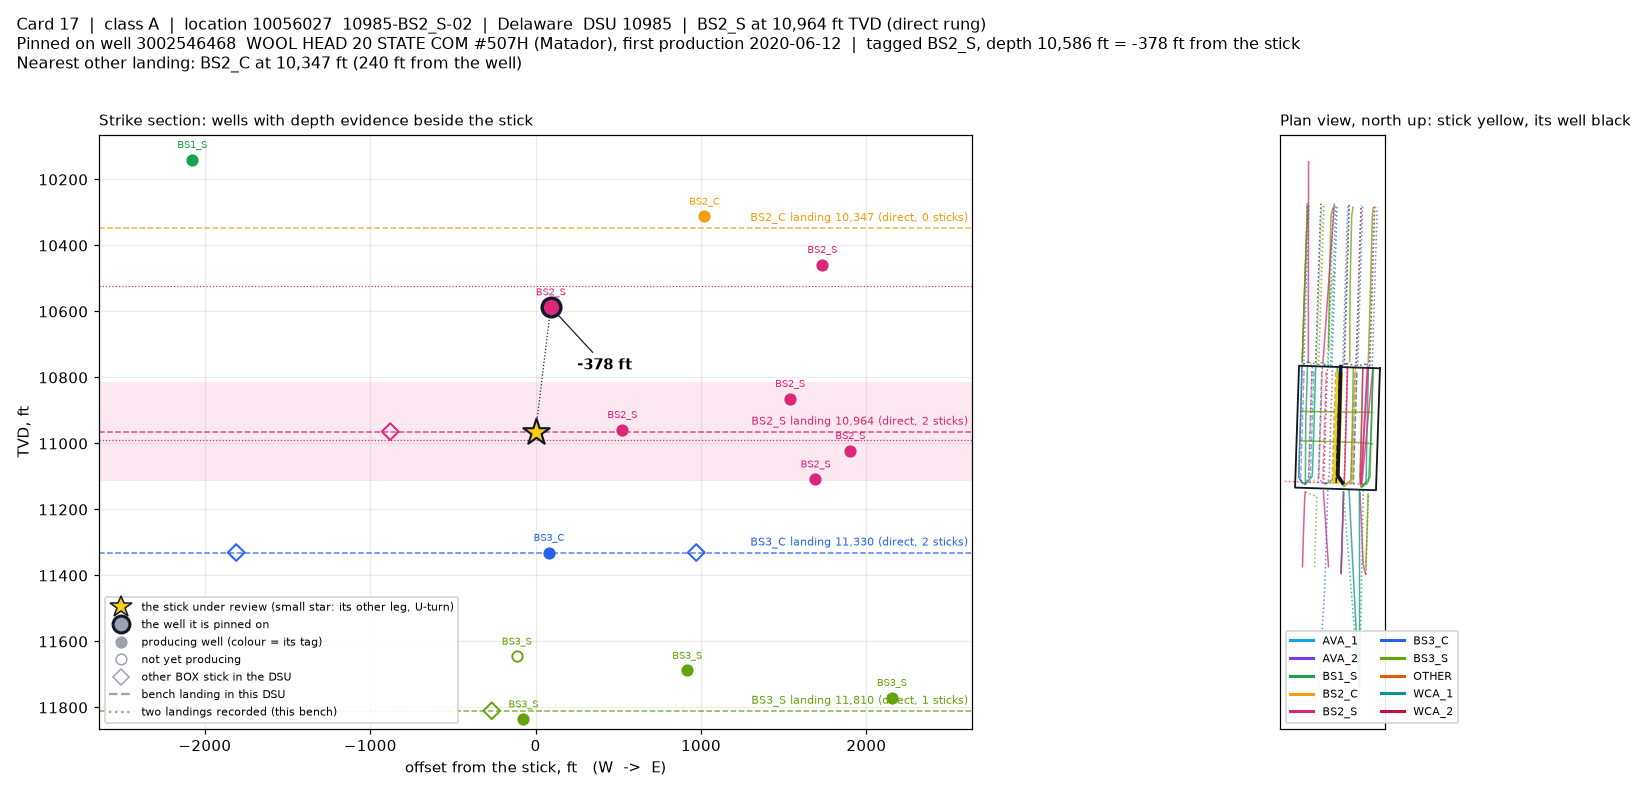 Card 17 | class A | location 10056027 10985-BS2_S-02 | Delaware DSU 10985 | BS2_S at 10,964 ft TVD (direct rung)
Pinned on well 3002546468 WOOL HEAD 20 STATE COM #507H (Matador), first production 2020-06-12 | tagged BS2_S, depth 10,586 ft = -378 ft from the stick
Nearest other landing: BS2_C at 10,347 ft (240 ft from the well)
Strike section: wells with depth evidence beside the stick
BS1_S
BS2_C
BS2_C landing 10,347 (direct, 0 sticks)
BS2_S
BS2_S
-378 ft
BS2_S
BS2_S
BS2_S landing 10,964 (direct, 2 sticks)
BS2_S
BS2_S
BS3_C
BS3_C landing 11,330 (direct, 2 sticks)
BS3_S
BS3_S
BS3_S
BS3_S landing 11,810 (direct, 1 sticks)
BS3_S
10200
10400
10600
10800
11000
11200
11400
11600
11800
TVD, ft
−2000
−1000
0
1000
2000
offset from the stick, ft (W -> E)
the stick under review (small star: its other leg, U-turn)
the well it is pinned on
producing well (colour = its tag)
not yet producing
other BOX stick in the DSU
bench landing in this DSU
two landings recorded (this bench)
Plan view, north up: stick yellow, its well black
AVA_1
AVA_2
BS1_S
BS2_C
BS2_S
BS3_C
BS3_S
OTHER
WCA_1
WCA_2